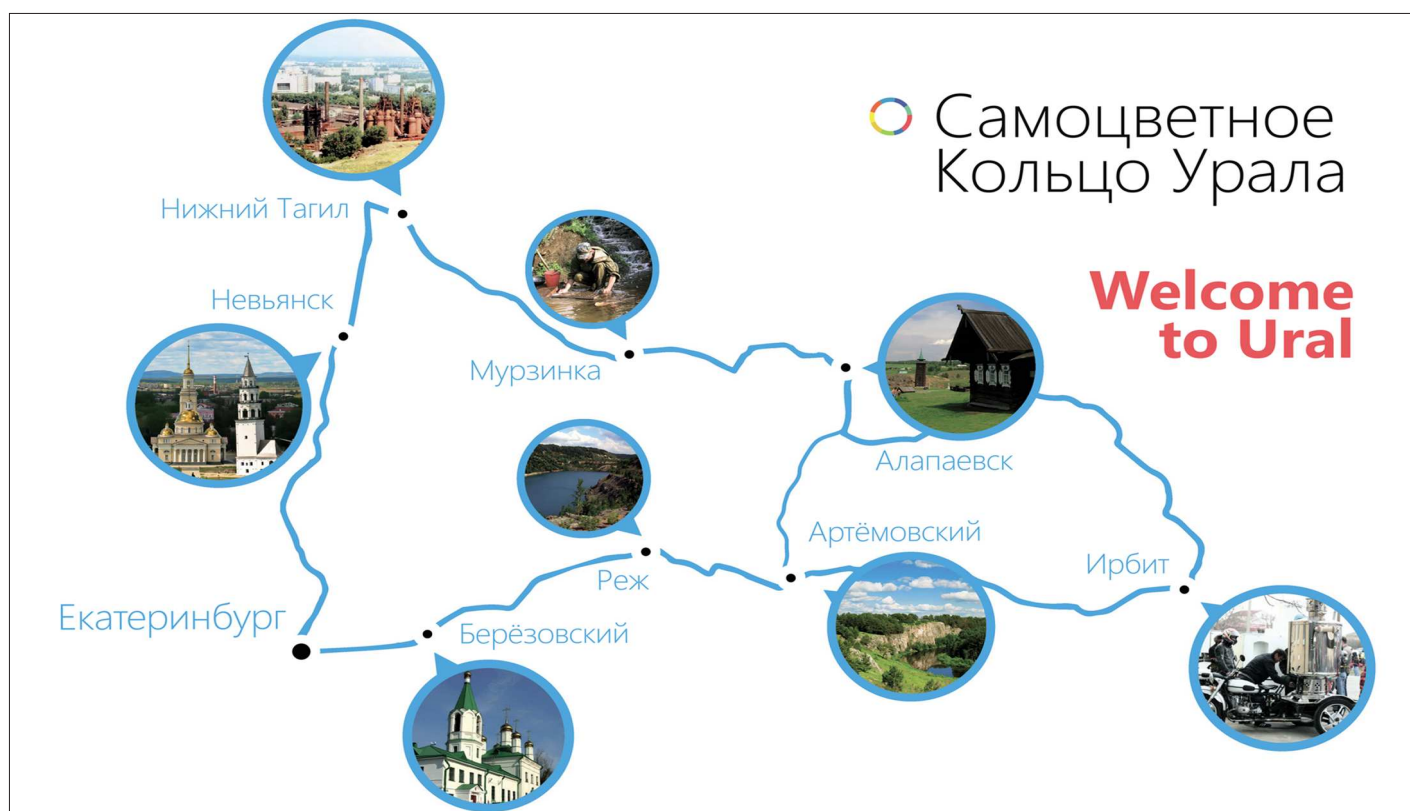 Самоцветное
Кольцо Урала
Welcome
to Ural
Нижний Тагил
Невьянск
Мурзинка
Алапаевск
Артёмовский
Ирбит
Реж
Екатеринбург
Берёзовский